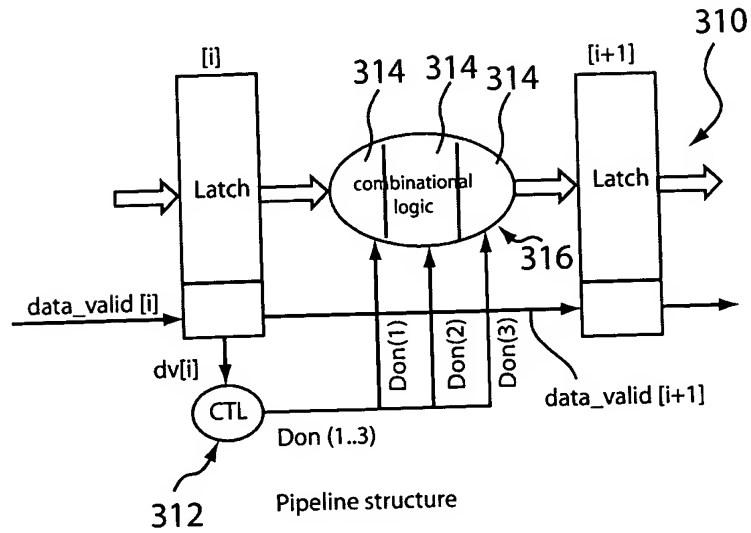 310
[i]
[i+1]
314
314
314
Latch
combinational
logic
Latch
316
data_valid [i]
Don(1)
Don(2)
Don(3)
dv[i]
data_valid [i+1]
CTL
Don (1..3)
312
Pipeline structure